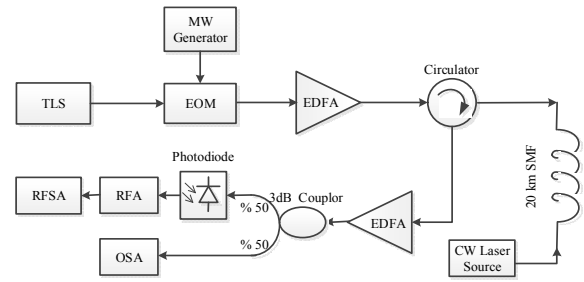 MW
Generator
TLS
EOM
EDFA
Circulator
20 km SMF
CW Laser
Source
EDFA
3dB Couplor
% 50
% 50
Photodiode
RFA
RFSA
OSA